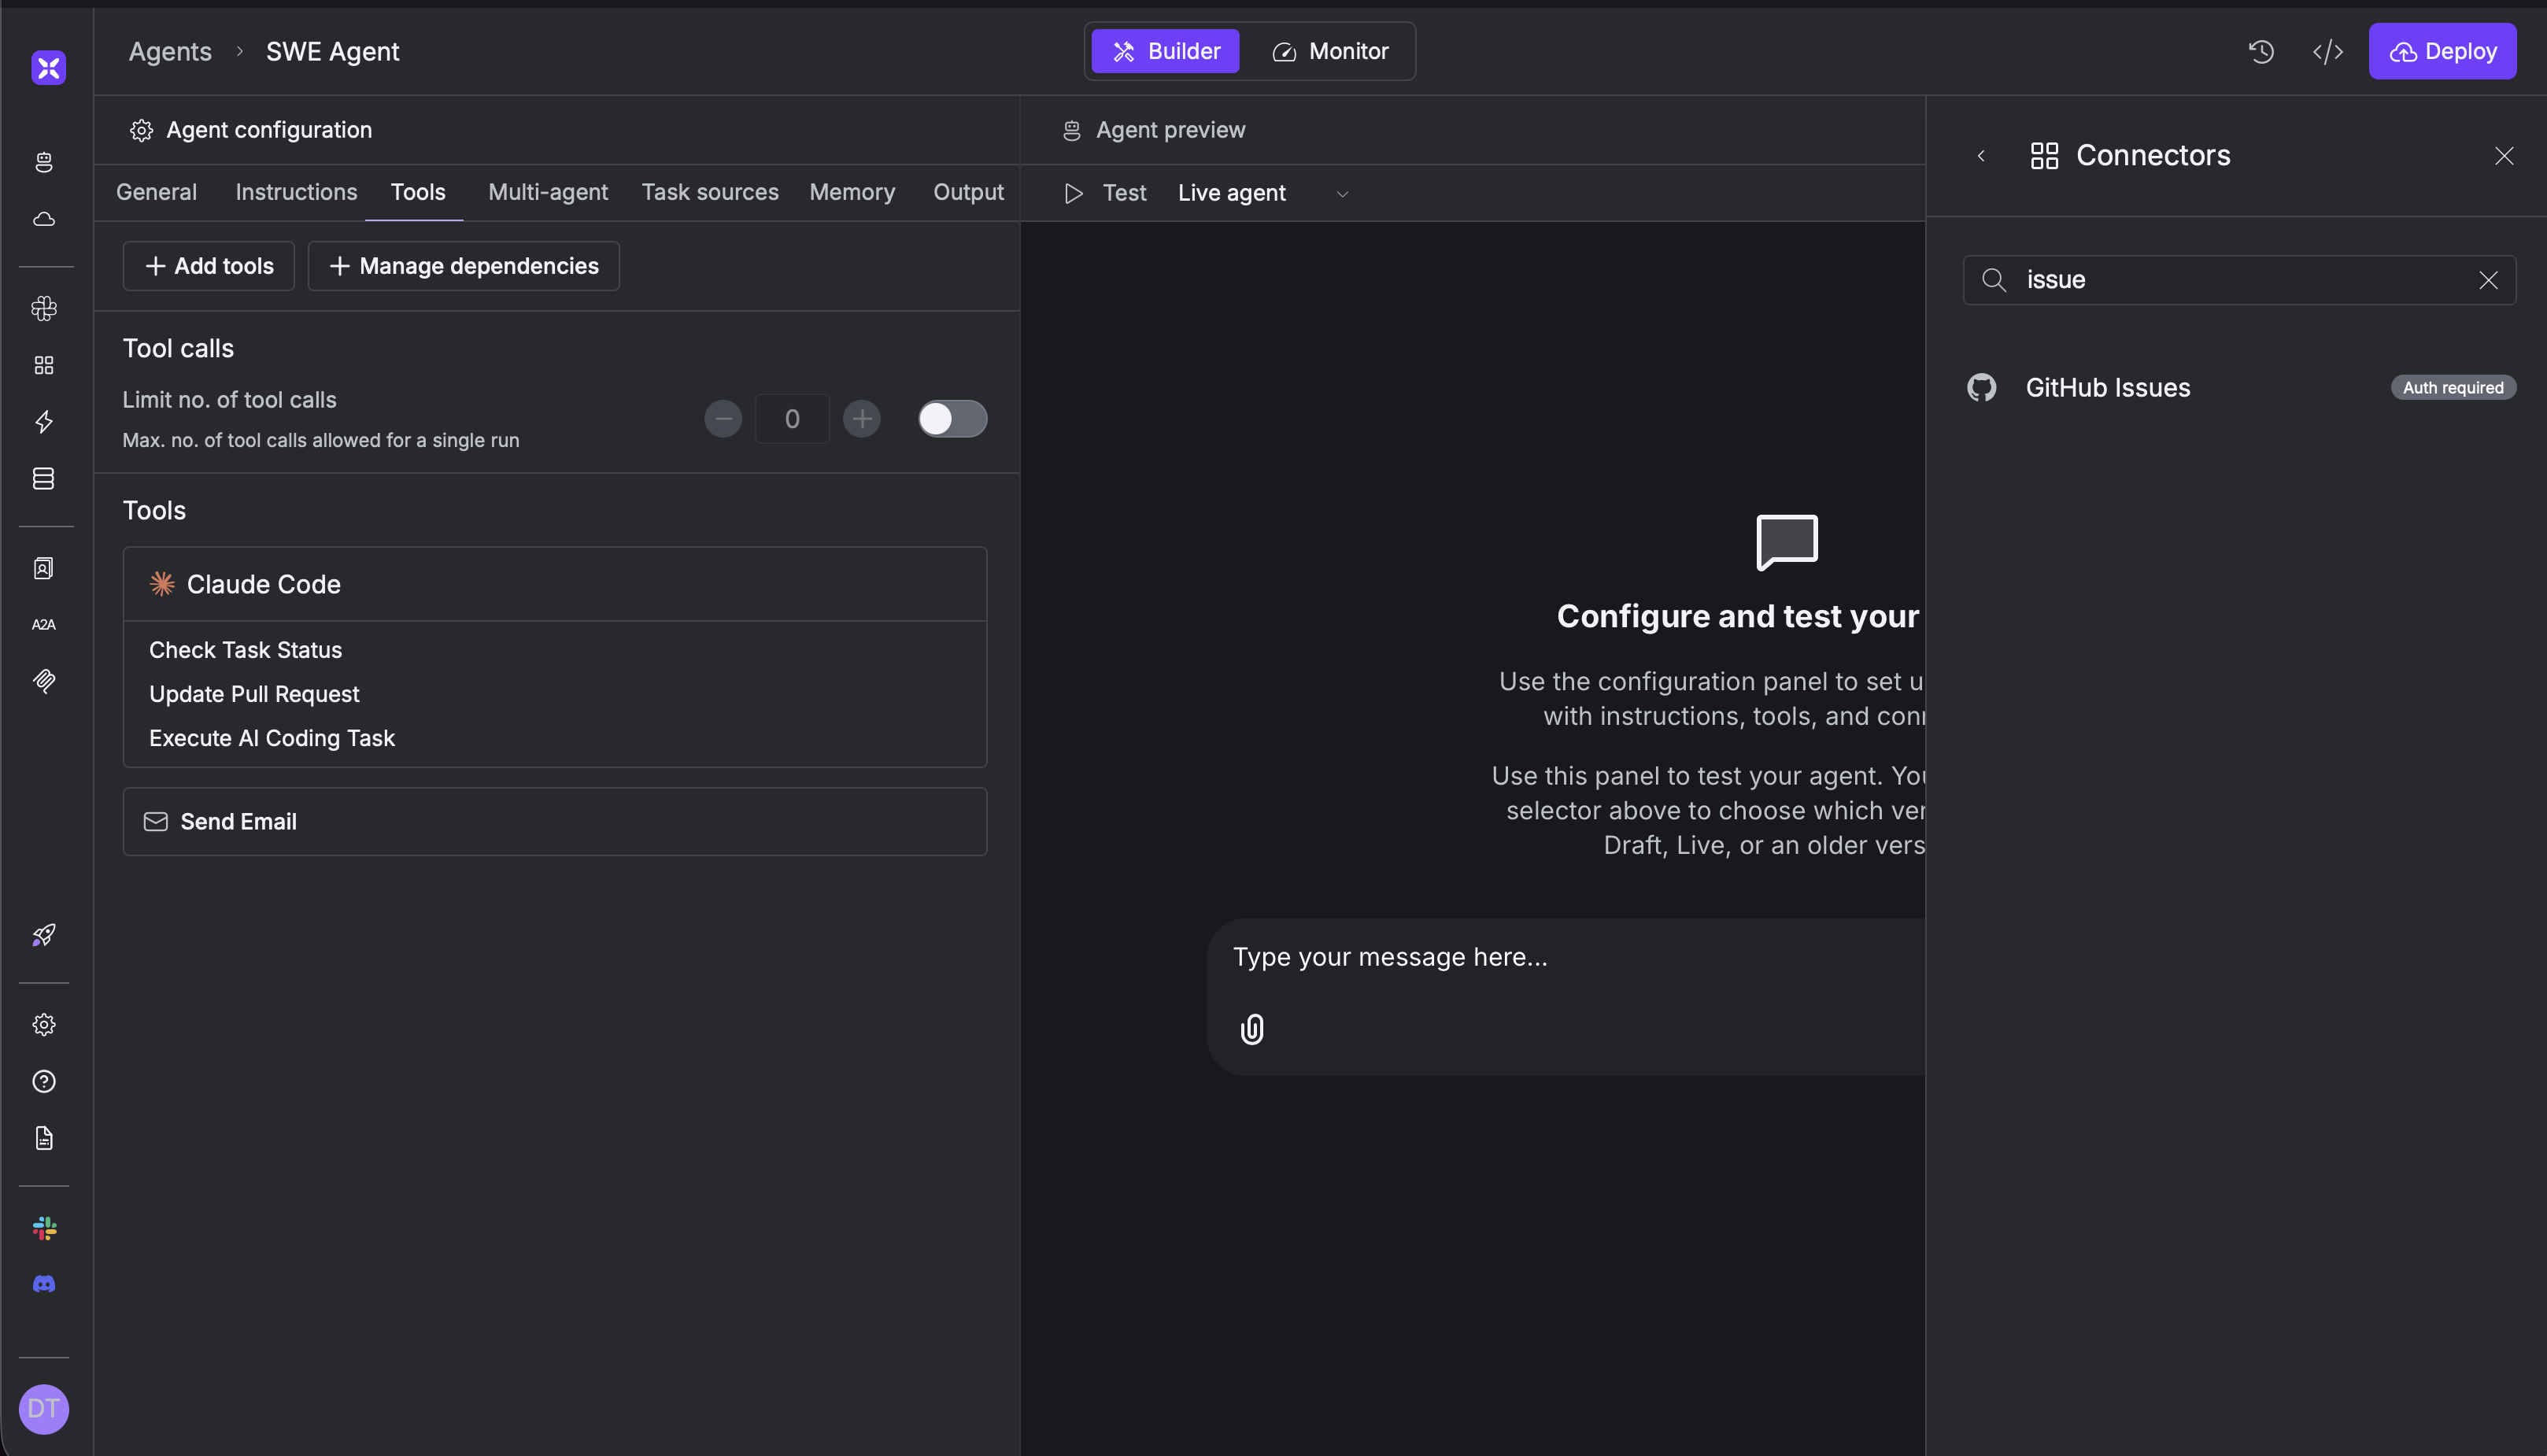 Agents
SWE Agent
Builder
Monitor
Deploy
Agent configuration
General
Instructions
Tools
Multi-agent
Task sources
Memory
Output
Add tools
Manage dependencies
Tool calls
Limit no. of tool calls
Max. no. of tool calls allowed for a single run
0
Tools
Claude Code
Check Task Status
Update Pull Request
Execute AI Coding Task
Send Email
Agent preview
Test
Live agent
Configure and test your
Use the configuration panel to set u
with instructions, tools, and con
Use this panel to test your agent. You
selector above to choose which ver
Draft, Live, or an older vers
Type your message here...
Connectors
issue
GitHub Issues
Auth required
A2A
DT